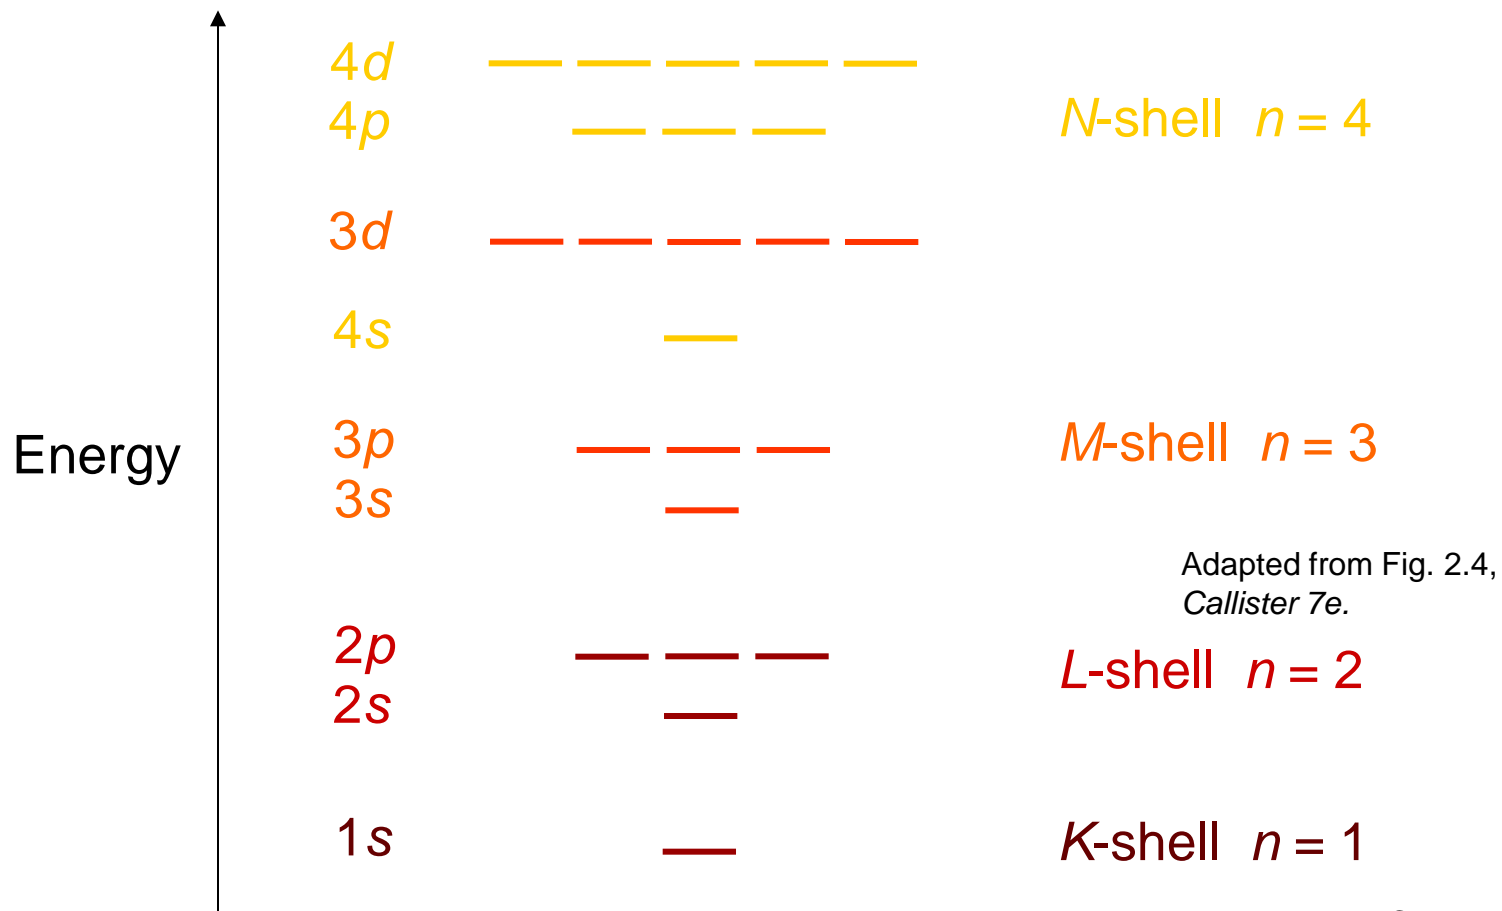 4d
4p
N-shell n = 4
3d
4s
Energy
3p
M-shell n = 3
3s
Adapted from Fig. 2.4,
Callister 7e.
2p
L-shell n = 2
2s
1s
K-shell n = 1